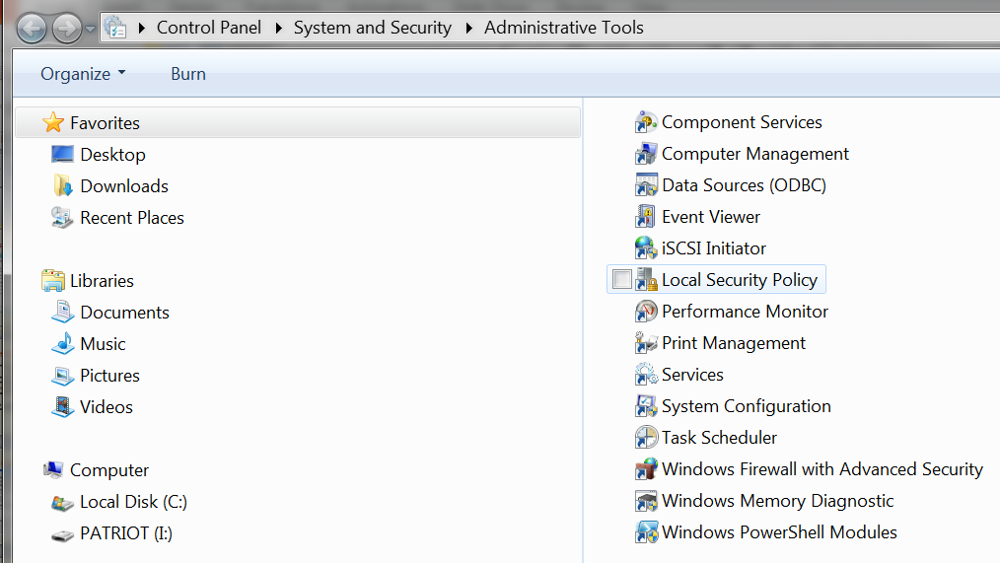 Control Panel System and Security Administrative Tools
Organize Burn
Favorites
Desktop
Downloads
Recent Places
Libraries
Documents
Music
Pictures
Videos
Computer
Local Disk (C:)
PATRIOT (I:)
Component Services
Computer Management
Data Sources (ODBC)
Event Viewer
iSCSI Initiator
Local Security Policy
Performance Monitor
Print Management
Services
System Configuration
Task Scheduler
Windows Firewall with Advanced Security
Windows Memory Diagnostic
Windows PowerShell Modules